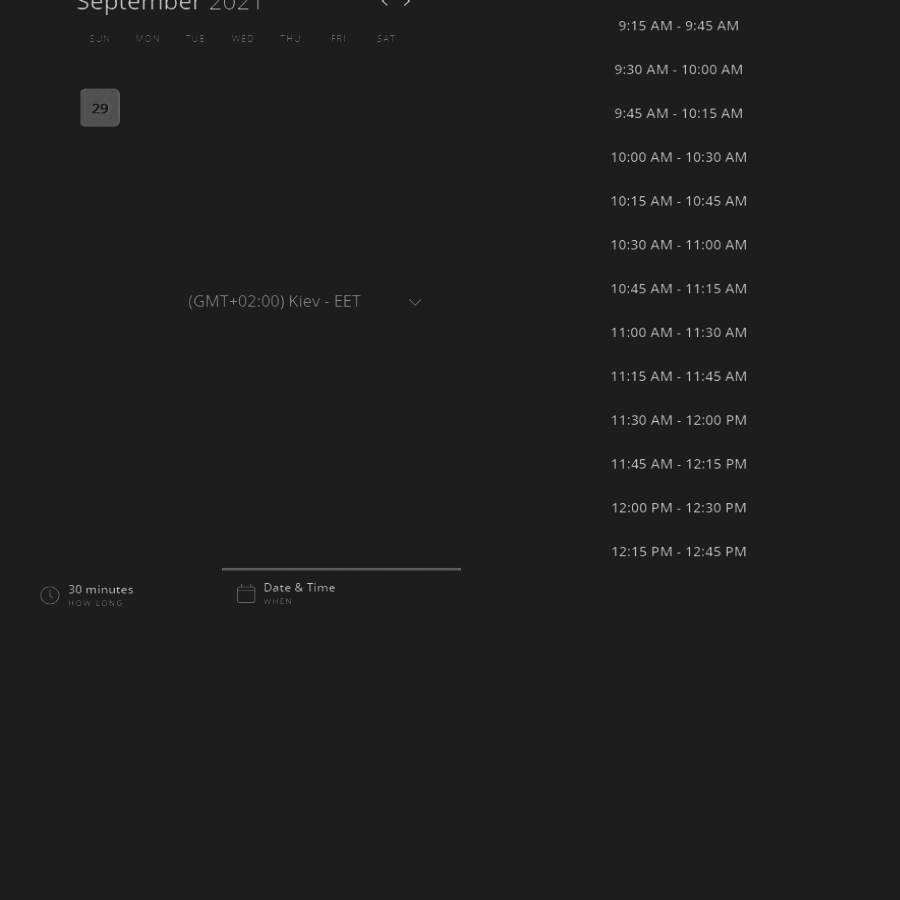 September 2021
SUN MON TUE WED THU FRI SAT
29
(GMT+02:00) Kiev - EET
30 minutes
HOW LONG
Date & Time
WHEN
9:15 AM - 9:45 AM
9:30 AM - 10:00 AM
9:45 AM - 10:15 AM
10:00 AM - 10:30 AM
10:15 AM - 10:45 AM
10:30 AM - 11:00 AM
10:45 AM - 11:15 AM
11:00 AM - 11:30 AM
11:15 AM - 11:45 AM
11:30 AM - 12:00 PM
11:45 AM - 12:15 PM
12:00 PM - 12:30 PM
12:15 PM - 12:45 PM